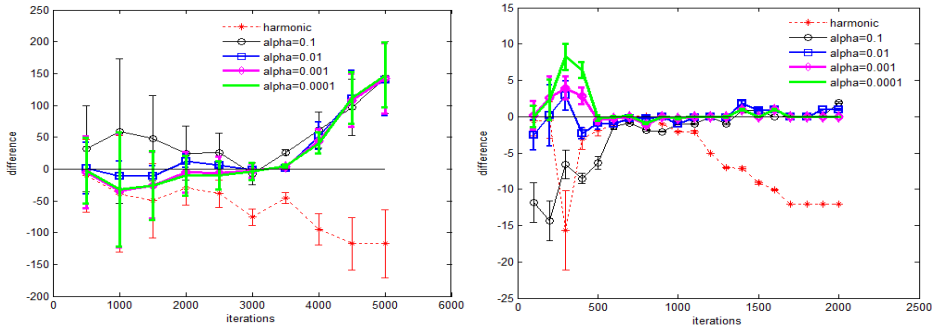 250
200
150
100
50
0
-50
-100
-150
-200
0
1000
2000
3000
4000
5000
6000
difference
iterations
harmonic
alpha=0.1
alpha=0.01
alpha=0.001
alpha=0.0001
15
10
5
0
-5
-10
-15
-20
-25
0
500
1000
1500
2000
2500
difference
iterations
harmonic
alpha=0.1
alpha=0.01
alpha=0.001
alpha=0.0001